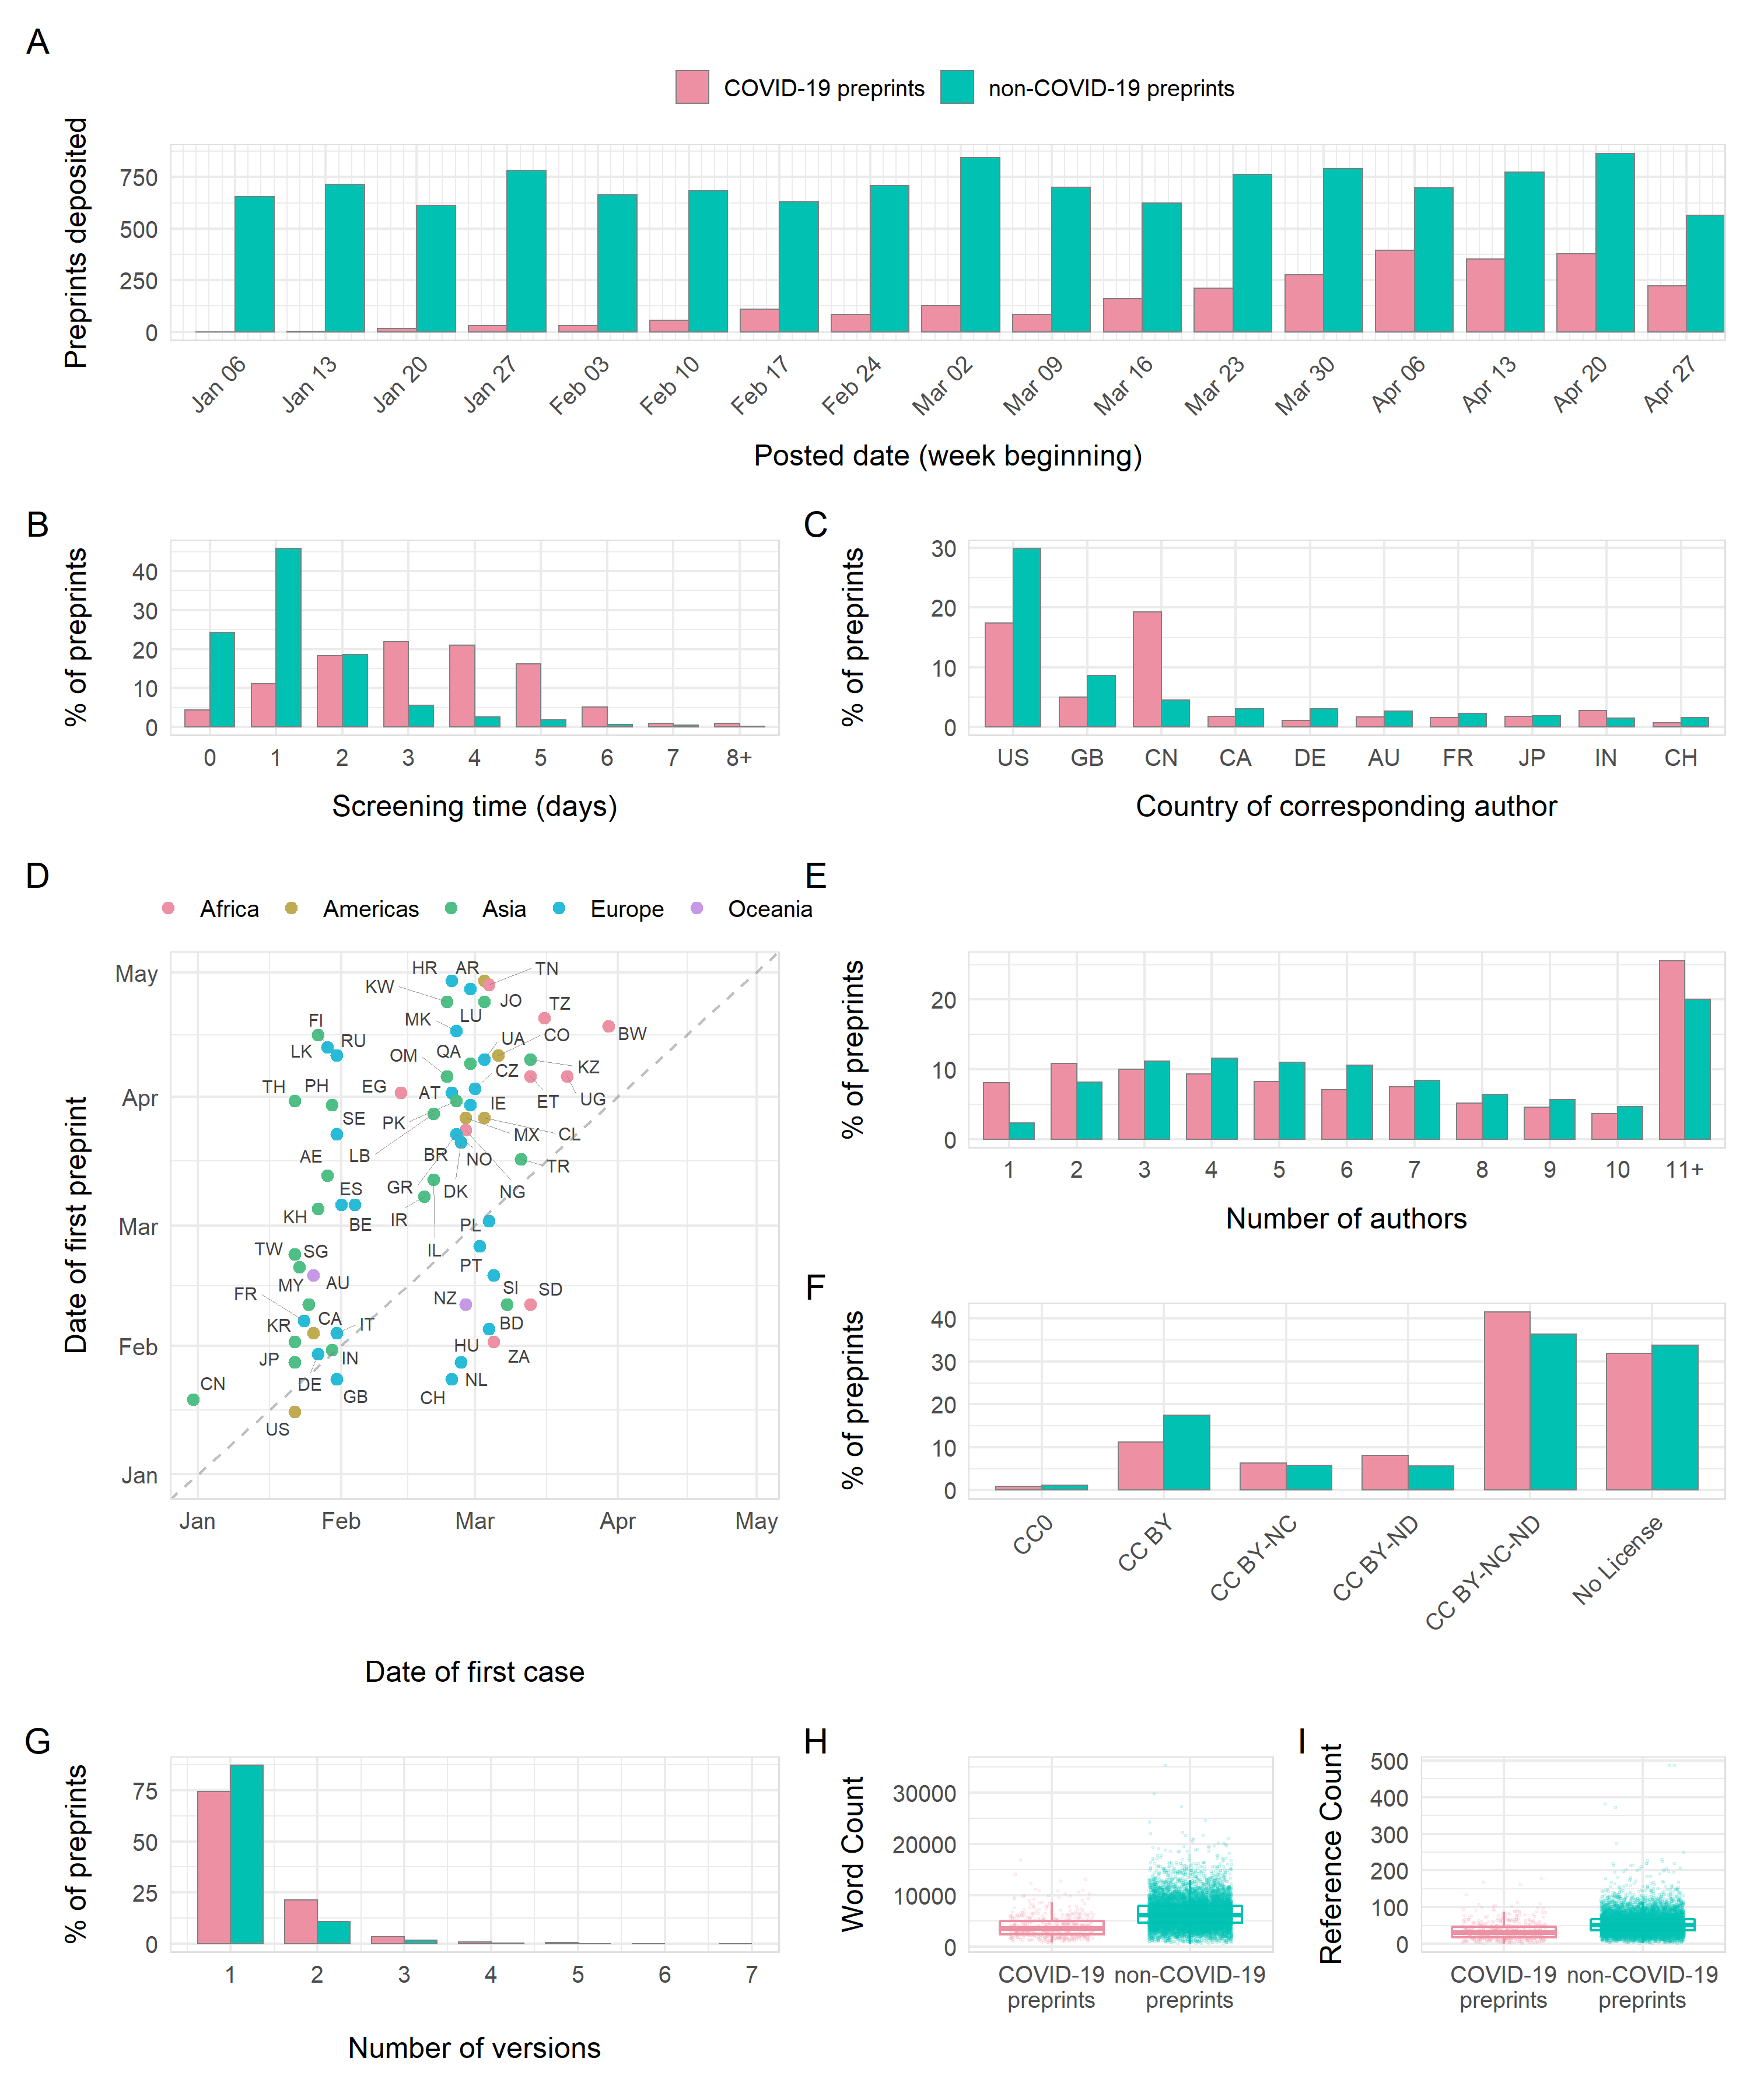 A
COVID-19 preprints
non-COVID-19 preprints
Preprints deposited
750
500
250
0
Jan 06
Jan 13
Jan 20
Jan 27
Feb 03
Feb 10
Feb 17
Feb 24
Mar 02
Mar 09
Mar 16
Mar 23
Mar 30
Apr 06
Apr 13
Apr 20
Apr 27
Posted date (week beginning)
B
% of preprints
40
30
20
10
0
0 1 2 3 4 5 6 7 8+
Screening time (days)
C
% of preprints
30
20
10
0
US GB CN CA DE AU FR JP IN CH
Country of corresponding author
D
Africa Americas Asia Europe Oceania
Date of first preprint
May
Apr
Mar
Feb
Jan
HR AR TN
KW
JO TZ
LU
MK
FI
BW
UA CO
RU
LK
QA
OM
KZ
CZ
TH PH EG AT
IE ET UG
SE
PK
MX CL
LB
BR NO
AE
TR
ES
GR DK NG
KH
BE
IR
PL
TW SG
IL
PT
MY AU
SI SD
FR
NZ
CA IT
BD
KR
HU
JP IN
ZA
CN
DE
NL
GB
CH
US
Jan Feb Mar Apr May
Date of first case
E
% of preprints
20
10
0
1 2 3 4 5 6 7 8 9 10 11+
Number of authors
F
% of preprints
40
30
20
10
0
CC0
CC BY
CC BY-NC
CC BY-ND
CC BY-NC-ND
No License
G
% of preprints
75
50
25
0
1 2 3 4 5 6 7
Number of versions
H
Word Count
30000
20000
10000
0
COVID-19 non-COVID-19
preprints preprints
I
Reference Count
500
400
300
200
100
0
COVID-19 non-COVID-19
preprints preprints